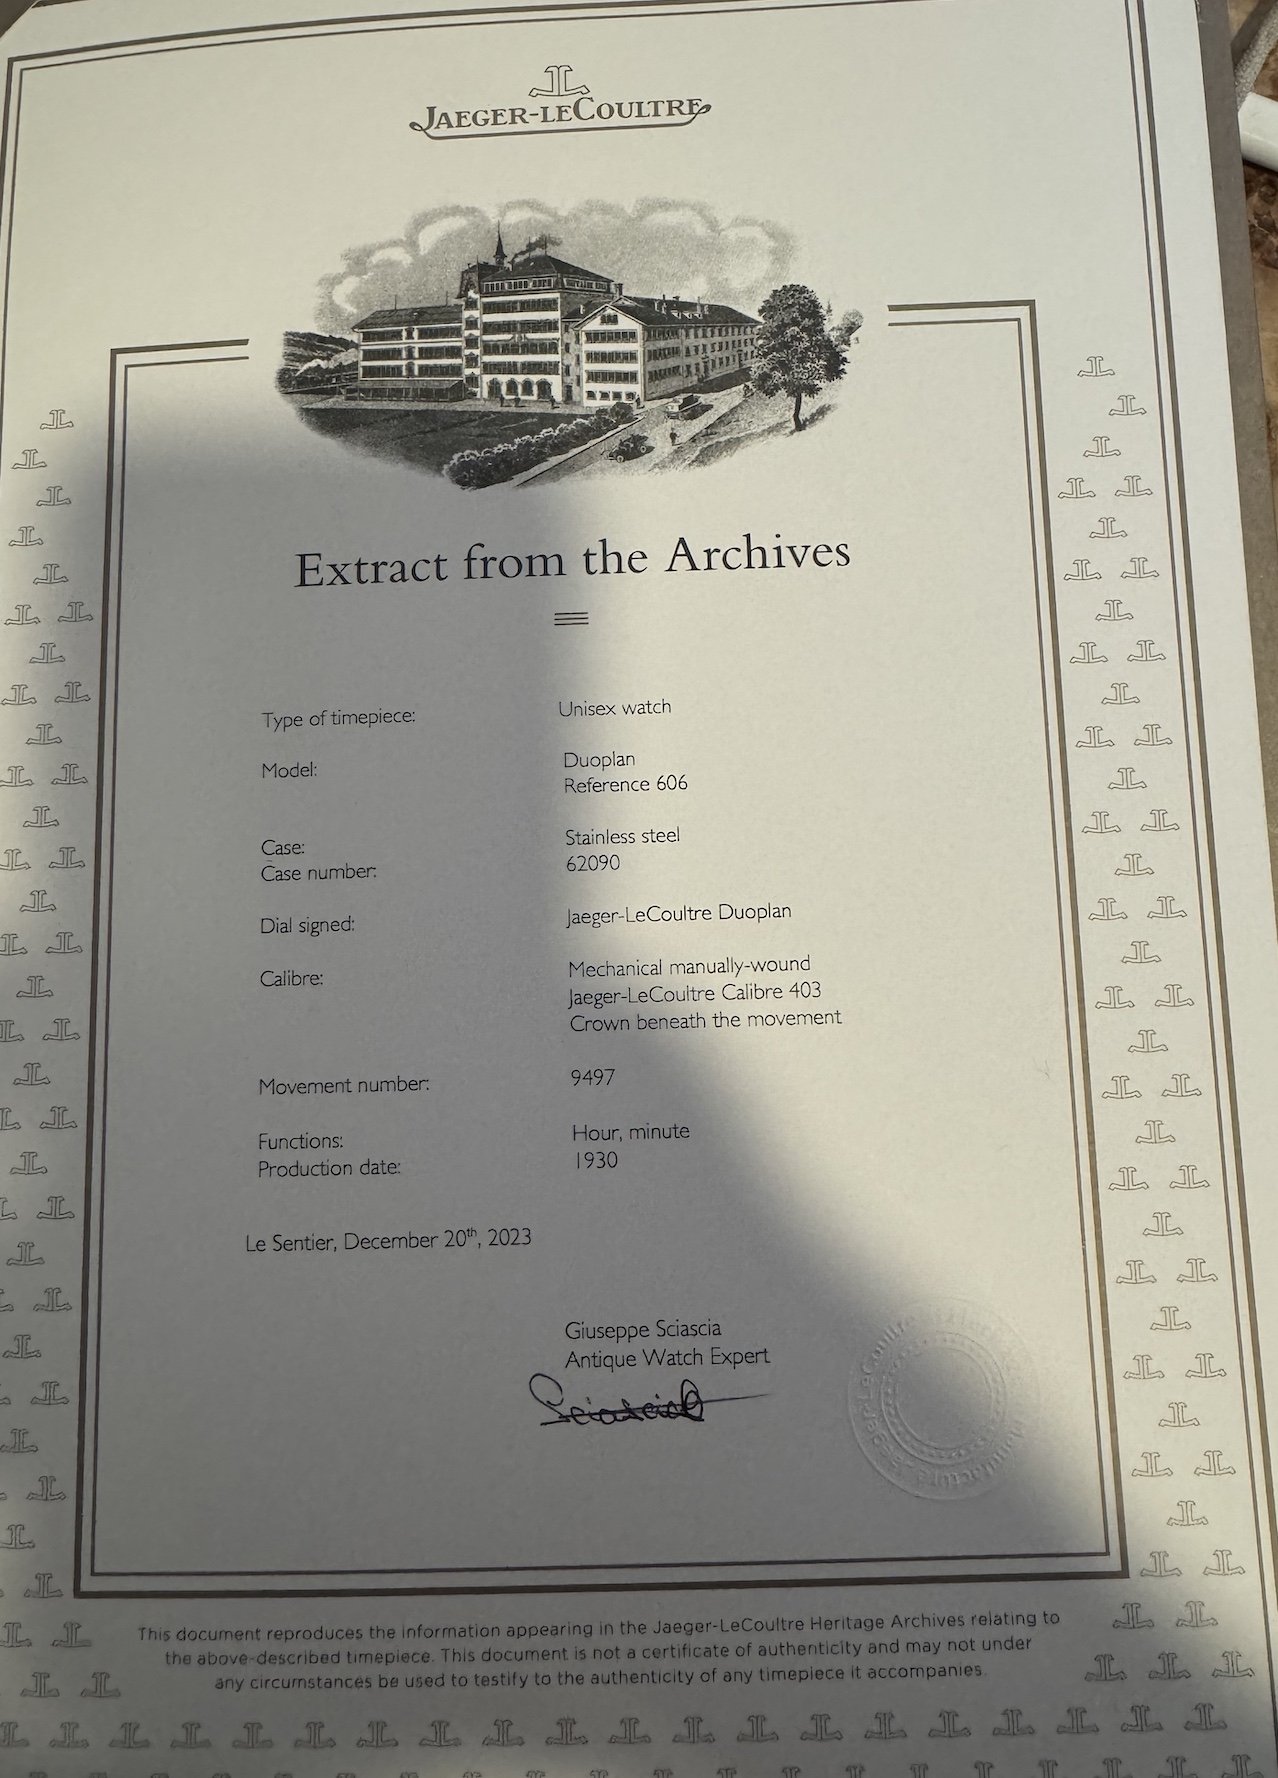 JAEGER-LECOULTRE
Extract from the Archives
Type of timepiece: Unisex watch
Model: Duoplan
Reference 606
Case: Stainless steel
Case number: 62090
Dial signed: Jaeger-LeCoultre Duoplan
Calibre: Mechanical manually-wound
Jaeger-LeCoultre Calibre 403
Crown beneath the movement
Movement number: 9497
Functions: Hour, minute
Production date: 1930
Le Sentier, December 20th, 2023
Giuseppe Sciascia
Antique Watch Expert
Sciascia
This document reproduces the information appearing in the Jaeger-LeCoultre Heritage Archives relating to
the above-described timepiece. This document is not a certificate of authenticity and may not under
any circumstances be used to testify to the authenticity of any timepiece it accompanies.